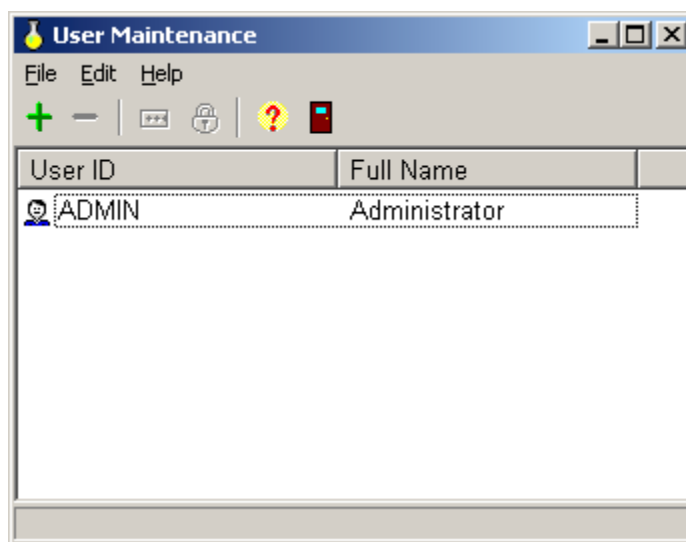 User Maintenance
File Edit Help
User ID Full Name
ADMIN Administrator